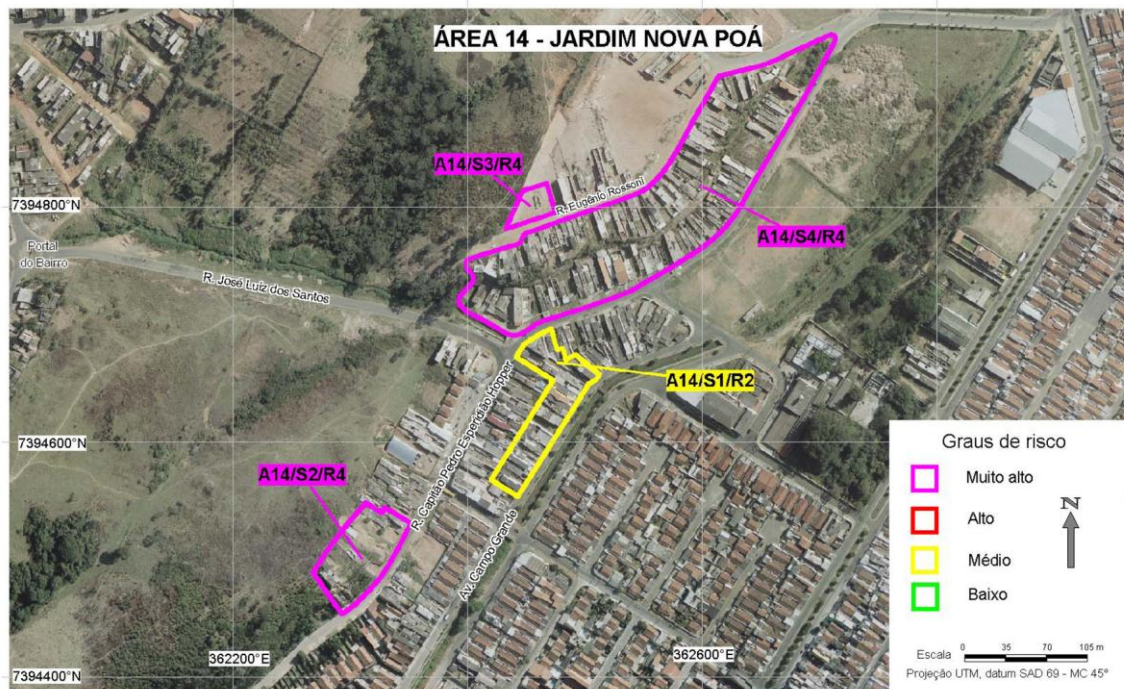 ÁREA 14 - JARDIM NOVA POÁ
A14/S3/R4
7394800°N
R. Eugênio Rossoni
A14/S4/R4
Portal
do Bairro
R. José Luiz dos Santos
A14/S1/R2
R. Capitão Pedro Esperidião Hopper
7394600°N
A14/S2/R4
Av. Campo Grande
362200°E
362600°E
7394400°N
Graus de risco
Muito alto
Alto
Médio
Baixo
N
Escala 0 35 70 105 m
Projeção UTM, datum SAD 69 - MC 45°